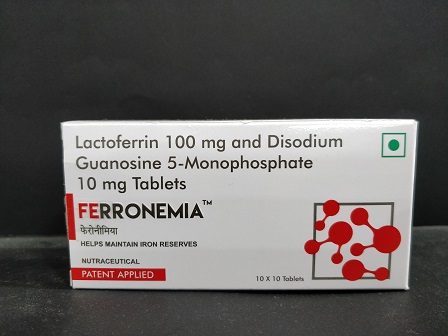 Lactoferrin 100 mg and Disodium
Guanosine 5-Monophosphate
10 mg Tablets
FERRONEMIA™
फेरोनीमिया
HELPS MAINTAIN IRON RESERVES
NUTRACEUTICAL
PATENT APPLIED
10 X 10 Tablets